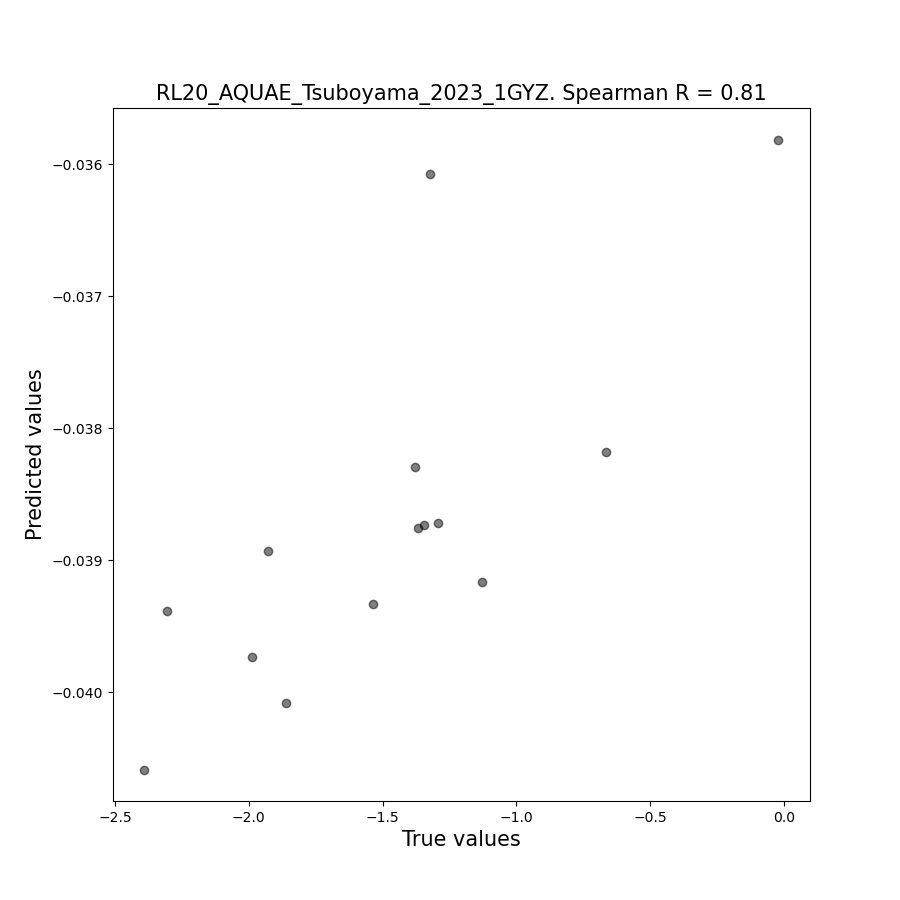 RL20_AQUAE_Tsuboyama_2023_1GYZ. Spearman R = 0.81
−0.036
−0.037
−0.038
−0.039
−0.040
Predicted values
−2.5 −2.0 −1.5 −1.0 −0.5 0.0
True values